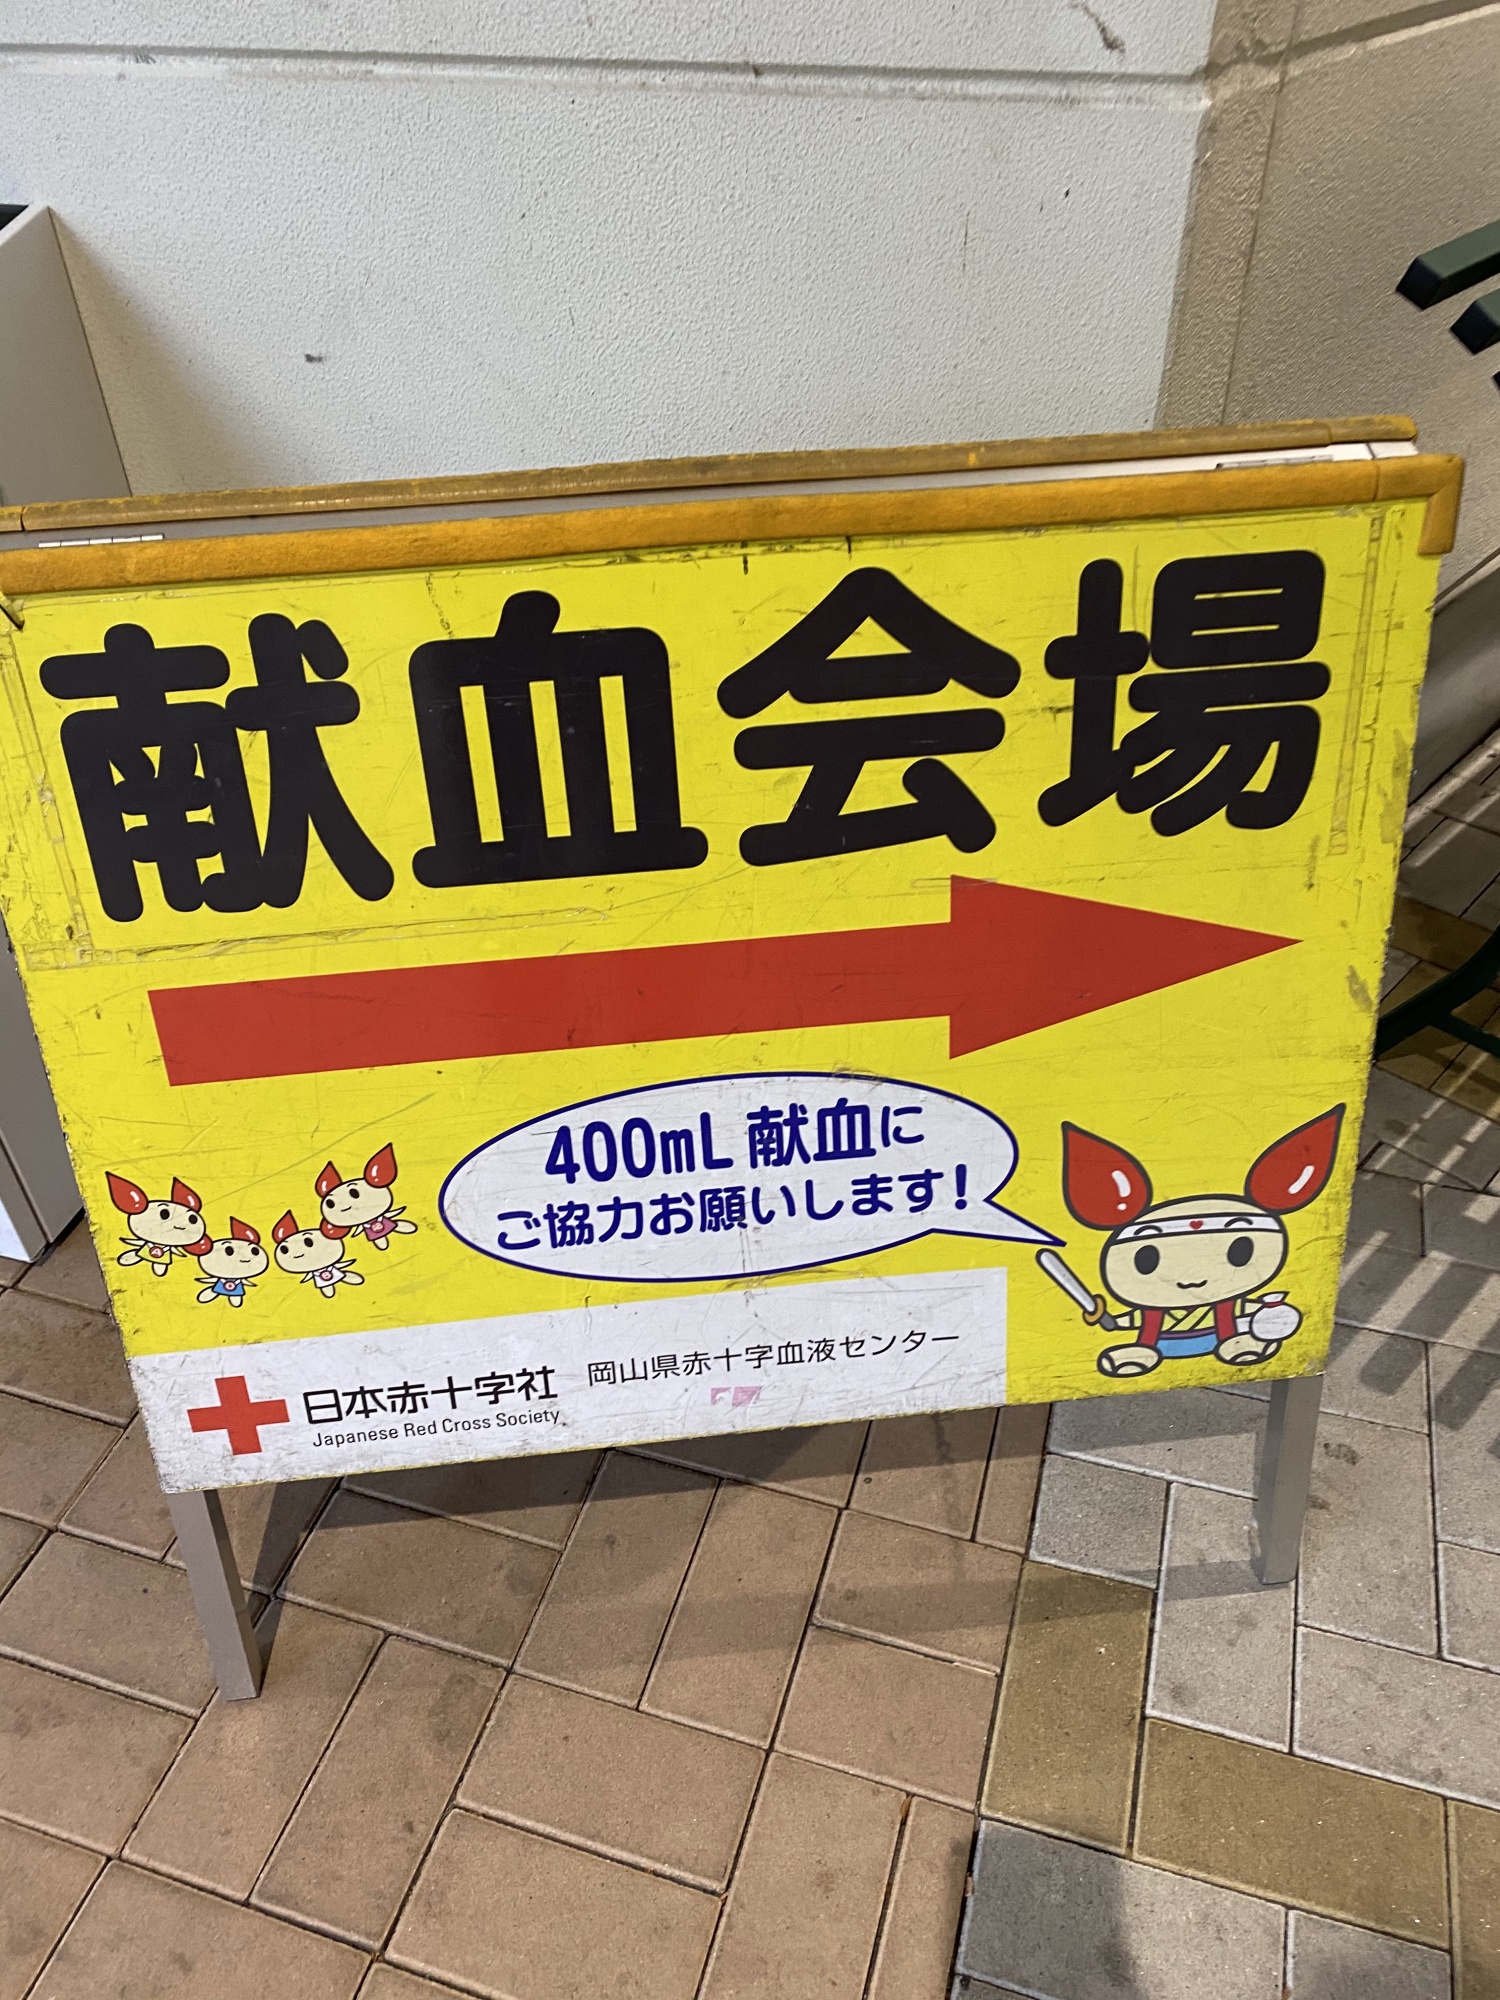 献血会場
400mL 献血に
ご協力お願いします!
日本赤十字社 岡山県赤十字血液センター
Japanese Red Cross Society